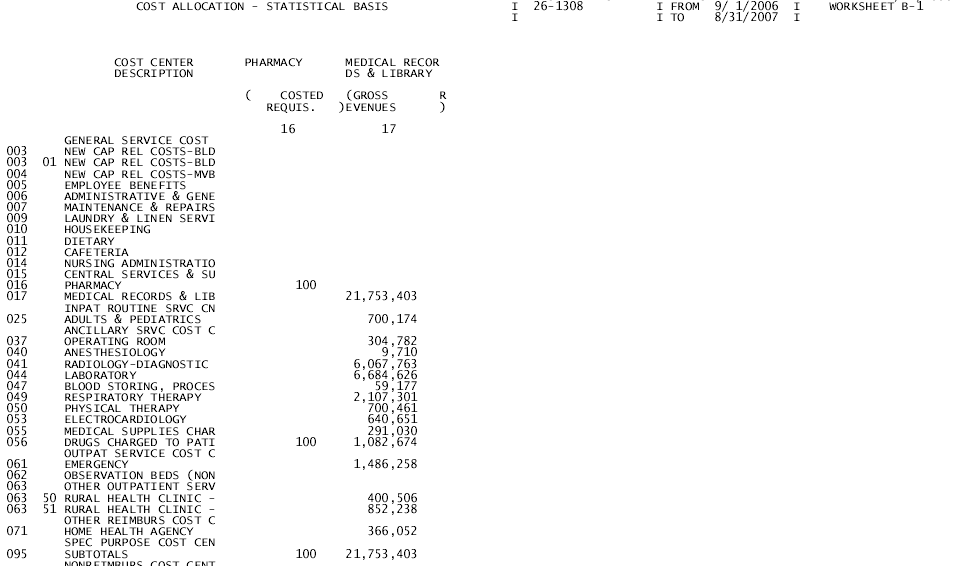 COST ALLOCATION - STATISTICAL BASIS I 26-1308 I FROM 9/ 1/2006 I WORKSHEET B-1
I I TO 8/31/2007 I
COST CENTER PHARMACY MEDICAL RECOR
DESCRIPTION DS & LIBRARY
( COSTED (GROSS R
REQUIS. )EVENUES )
16 17
GENERAL SERVICE COST
003 NEW CAP REL COSTS-BLD
003 01 NEW CAP REL COSTS-BLD
004 NEW CAP REL COSTS-MVB
005 EMPLOYEE BENEFITS
006 ADMINISTRATIVE & GENE
007 MAINTENANCE & REPAIRS
009 LAUNDRY & LINEN SERVI
010 HOUSEKEEPING
011 DIETARY
012 CAFETERIA
014 NURSING ADMINISTRATIO
015 CENTRAL SERVICES & SU
016 PHARMACY 100
017 MEDICAL RECORDS & LIB 21,753,403
INPAT ROUTINE SRVC CN
025 ADULTS & PEDIATRICS 700,174
ANCILLARY SRVC COST C
037 OPERATING ROOM 304,782
040 ANESTHESIOLOGY 9,710
041 RADIOLOGY-DIAGNOSTIC 6,067,763
044 LABORATORY 6,684,626
047 BLOOD STORING, PROCES 59,177
049 RESPIRATORY THERAPY 2,107,301
050 PHYSICAL THERAPY 700,461
053 ELECTROCARDIOLOGY 640,651
055 MEDICAL SUPPLIES CHAR 291,030
056 DRUGS CHARGED TO PATI 100 1,082,674
OUTPAT SERVICE COST C
061 EMERGENCY 1,486,258
062 OBSERVATION BEDS (NON
063 OTHER OUTPATIENT SERV
063 50 RURAL HEALTH CLINIC - 400,506
063 51 RURAL HEALTH CLINIC - 852,238
OTHER REIMBURS COST C
071 HOME HEALTH AGENCY 366,052
SPEC PURPOSE COST CEN
095 SUBTOTALS 100 21,753,403
NONREIMBURS COST CENT